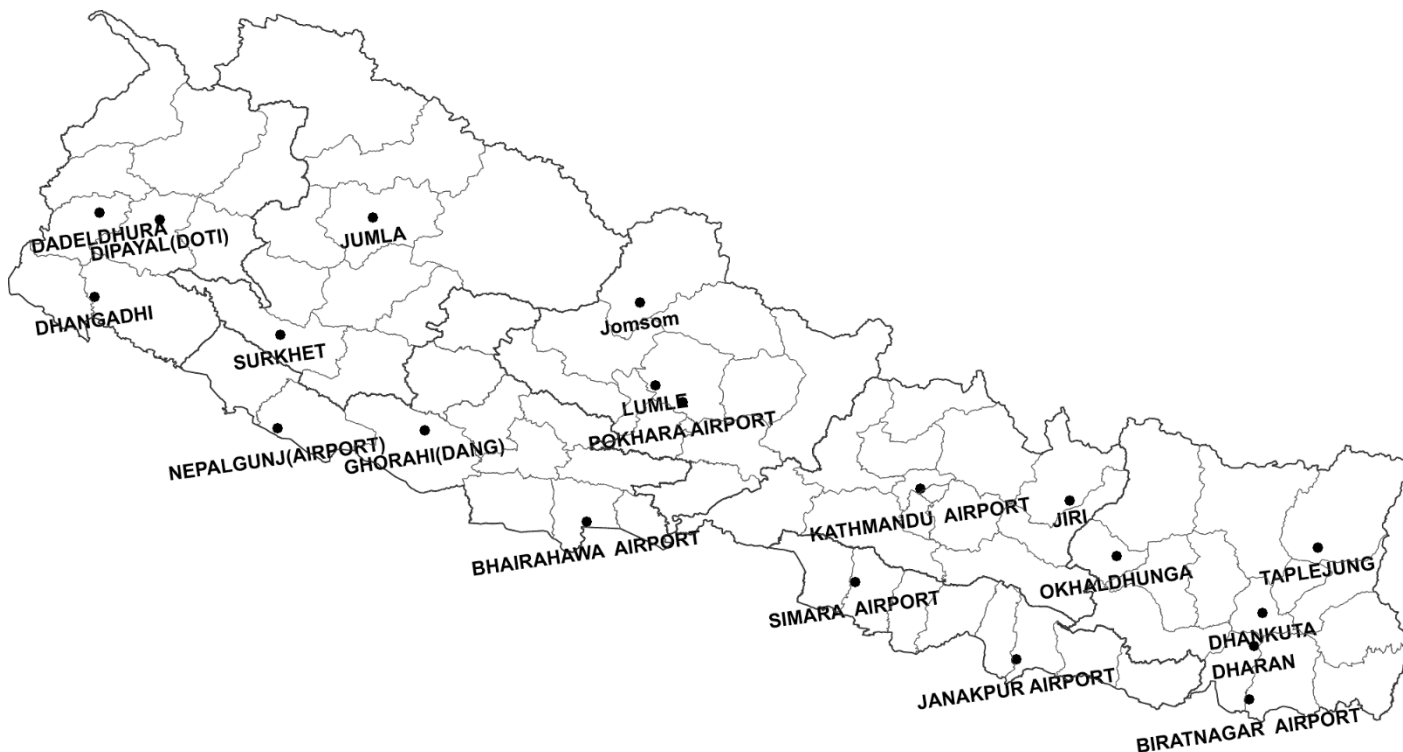 DADELDHURA
DIPAYAL(DOTI)
JUMLA
DHANGADHI
Jomsom
SURKHET
LUMLE
POKHARA AIRPORT
NEPALGUNJ(AIRPORT)
GHORAHI(DANG)
KATHMANDU AIRPORT
JIRI
BHAIRAHAWA AIRPORT
OKHALDHUNGA
TAPLEJUNG
SIMARA AIRPORT
DHANKUTA
DHARAN
JANAKPUR AIRPORT
BIRATNAGAR AIRPORT